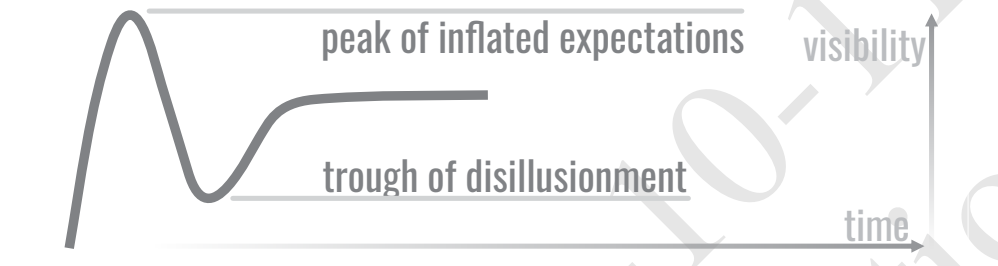 peak of inflated expectations
visibility
trough of disillusionment
time